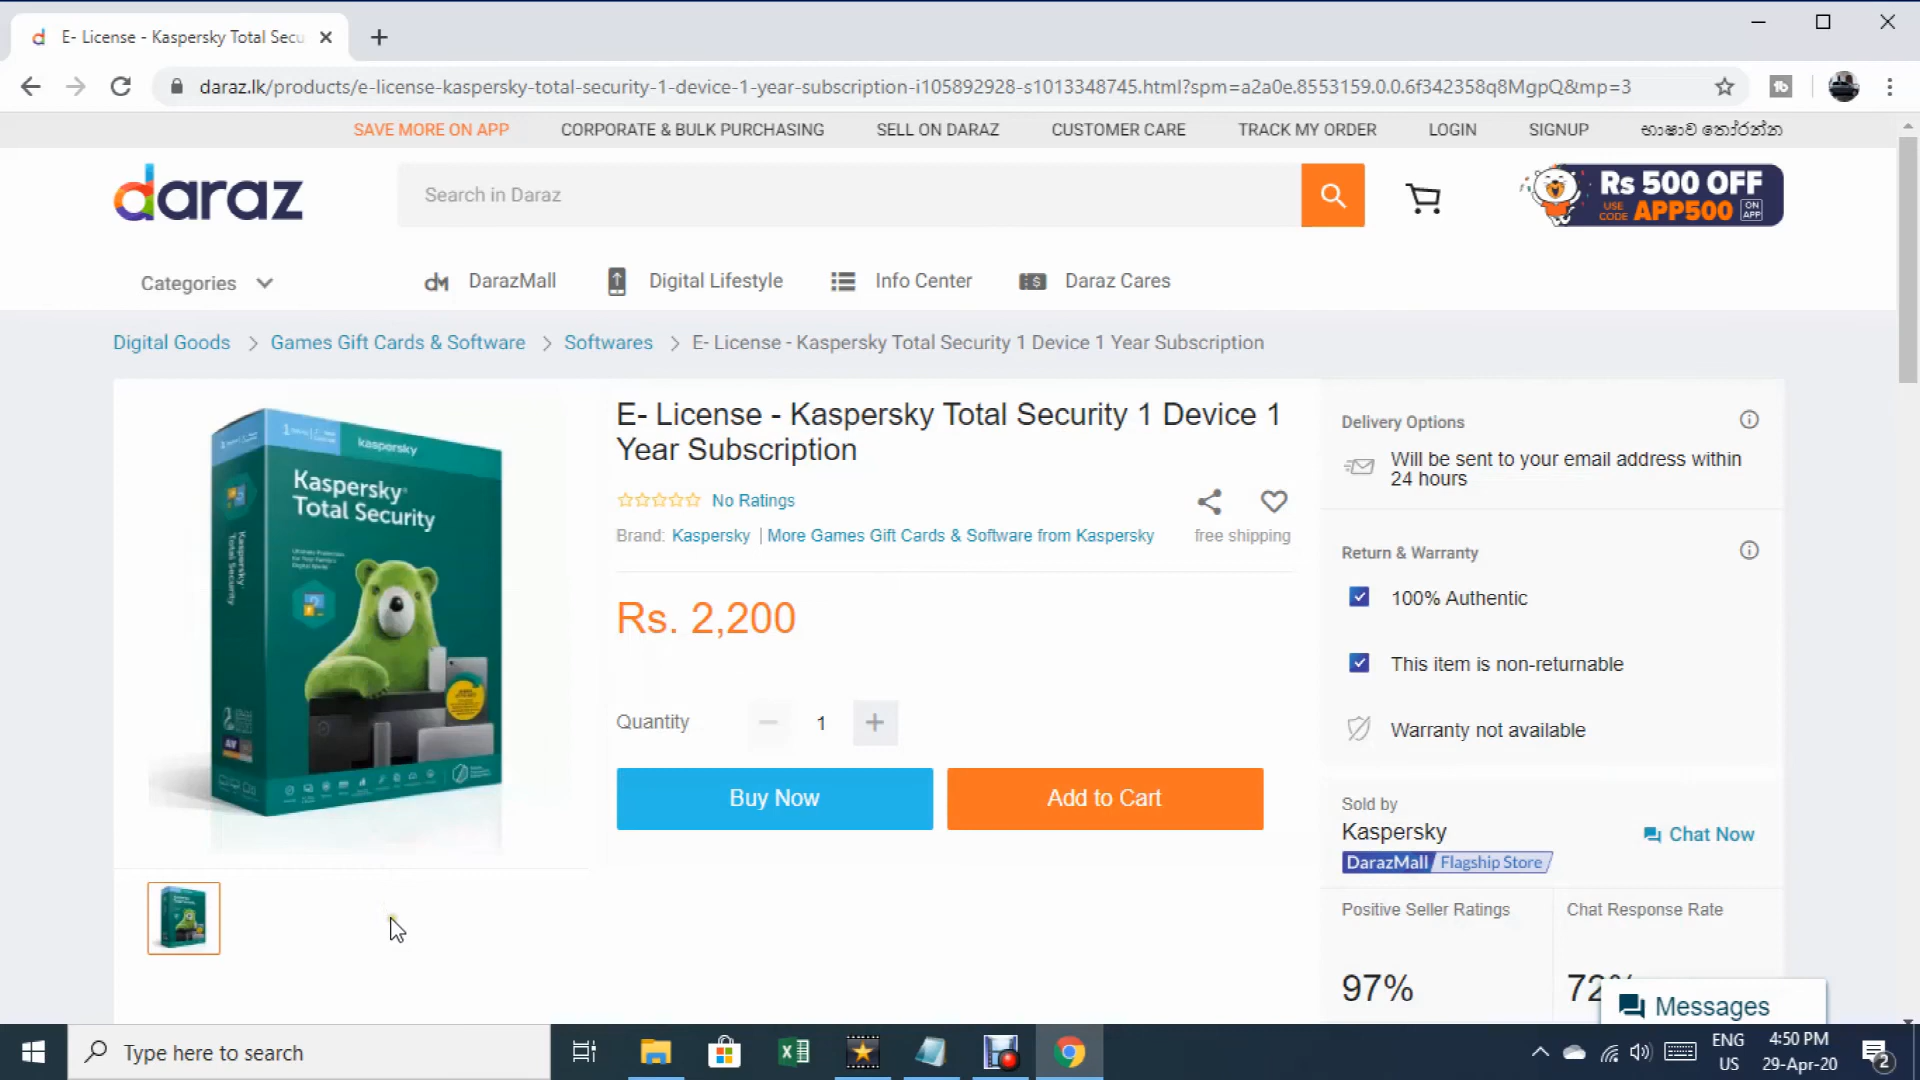 E- License - Kaspersky Total Secu
daraz.lk/products/e-license-kaspersky-total-security-1-device-1-year-subscription-i105892928-s1013348745.html?spm=a2a0e.8553159.0.0.6f342358q8MgpQ&mp=3
SAVE MORE ON APP CORPORATE & BULK PURCHASING SELL ON DARAZ CUSTOMER CARE TRACK MY ORDER LOGIN SIGNUP භාෂාව තෝරන්න
daraz
Search in Daraz
Rs 500 OFF
USE CODE APP500 ON APP
Categories DarazMall Digital Lifestyle Info Center Daraz Cares
Digital Goods > Games Gift Cards & Software > Softwares > E- License - Kaspersky Total Security 1 Device 1 Year Subscription
kaspersky
Kaspersky
Total Security
Kaspersky
Total Security
E- License - Kaspersky Total Security 1 Device 1
Year Subscription
No Ratings
Brand: Kaspersky | More Games Gift Cards & Software from Kaspersky
free shipping
Rs. 2,200
Quantity − 1 +
Buy Now Add to Cart
Delivery Options
Will be sent to your email address within
24 hours
Return & Warranty
100% Authentic
This item is non-returnable
Warranty not available
Sold by
Kaspersky
Chat Now
DarazMall Flagship Store
Positive Seller Ratings Chat Response Rate
97%
Messages
Type here to search
ENG
US
4:50 PM
29-Apr-20
2